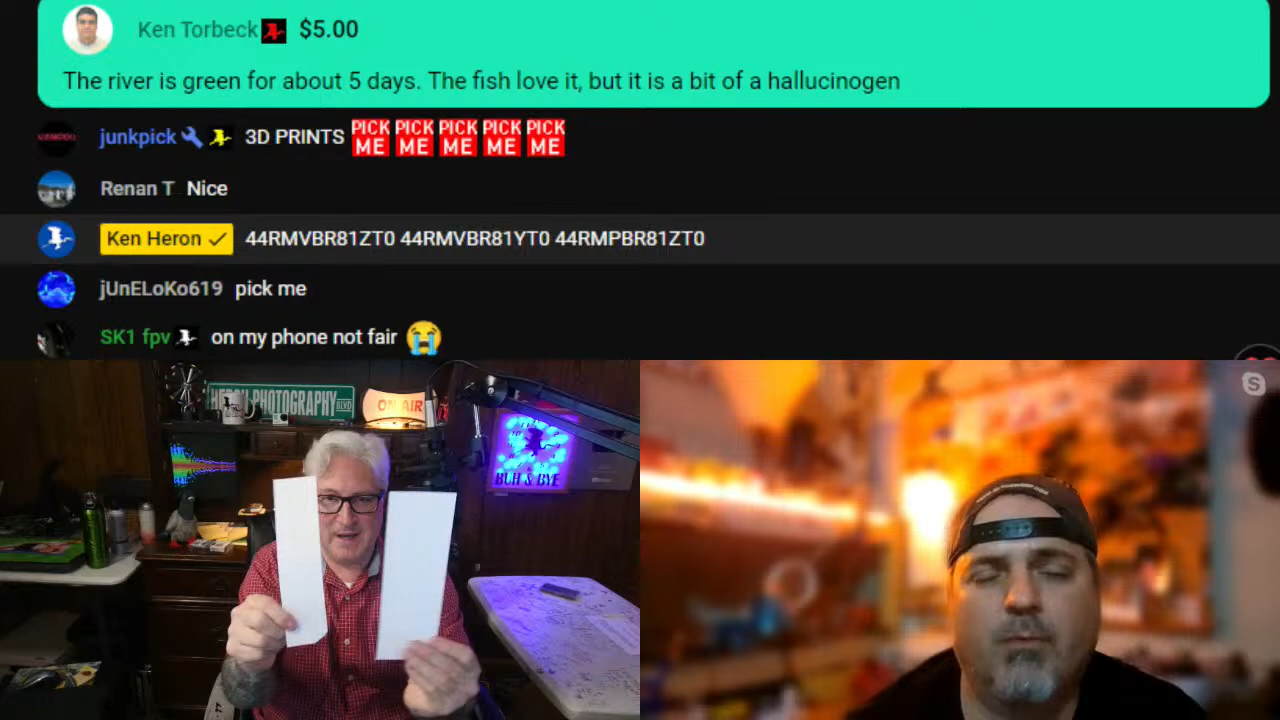 Ken Torbeck $5.00
The river is green for about 5 days. The fish love it, but it is a bit of a hallucinogen
junkpick 3D PRINTS PICK ME PICK ME PICK ME PICK ME PICK ME
Renan T Nice
Ken Heron 44RMVBR81ZT0 44RMVBR81YT0 44RMPBR81ZT0
jUnELoKo619 pick me
SK1 fpv on my phone not fair
HERON PHOTOGRAPHY BLVD
ON AIR
BUH & BYE
S